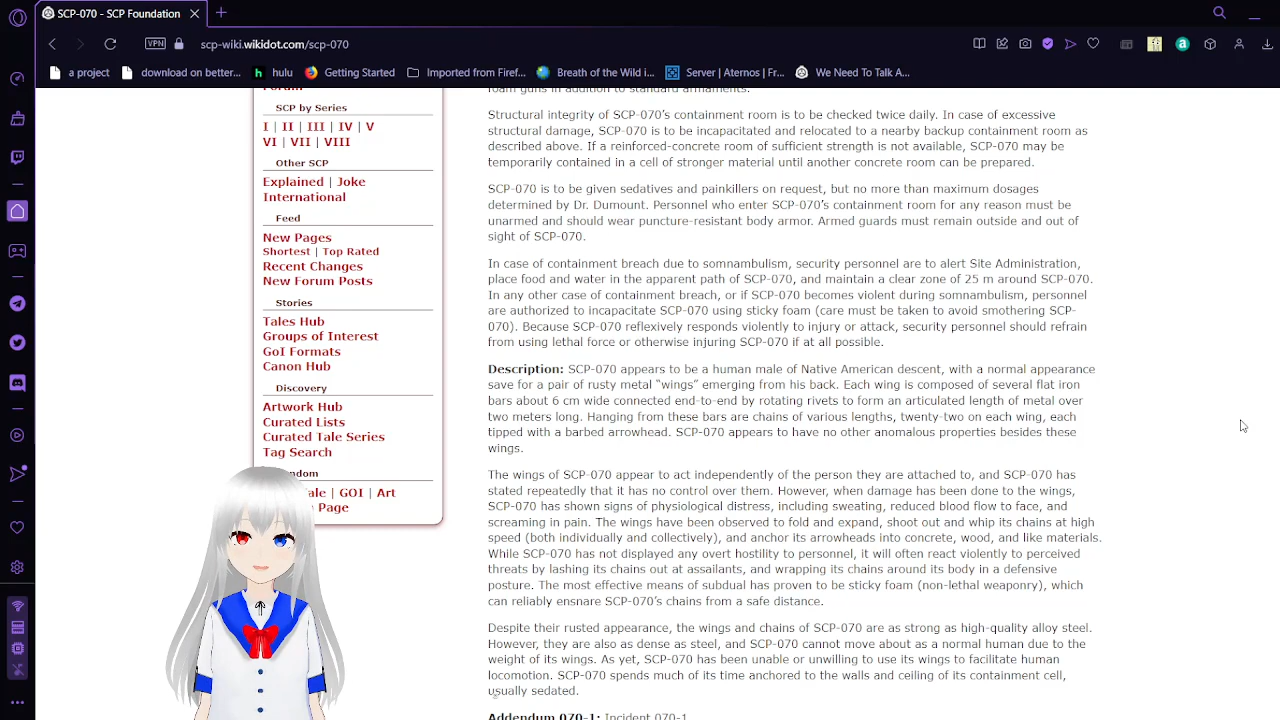 SCP-070 - SCP Foundation
VPN
scp-wiki.wikidot.com/scp-070
a project
download on better...
hulu
Getting Started
Imported from Firef...
Breath of the Wild i...
Server | Aternos | Fr...
We Need To Talk A...
SCP by Series
I | II | III | IV | V
VI | VII | VIII
Other SCP
Explained | Joke
International
Feed
New Pages
Shortest | Top Rated
Recent Changes
New Forum Posts
Stories
Tales Hub
Groups of Interest
GoI Formats
Canon Hub
Discovery
Artwork Hub
Curated Lists
Curated Tale Series
Tag Search
| GOI | Art
Page
foam guns in addition to standard armaments.
Structural integrity of SCP-070's containment room is to be checked twice daily. In case of excessive
structural damage, SCP-070 is to be incapacitated and relocated to a nearby backup containment room as
described above. If a reinforced-concrete room of sufficient strength is not available, SCP-070 may be
temporarily contained in a cell of stronger material until another concrete room can be prepared.
SCP-070 is to be given sedatives and painkillers on request, but no more than maximum dosages
determined by Dr. Dumount. Personnel who enter SCP-070's containment room for any reason must be
unarmed and should wear puncture-resistant body armor. Armed guards must remain outside and out of
sight of SCP-070.
In case of containment breach due to somnambulism, security personnel are to alert Site Administration,
place food and water in the apparent path of SCP-070, and maintain a clear zone of 25 m around SCP-070.
In any other case of containment breach, or if SCP-070 becomes violent during somnambulism, personnel
are authorized to incapacitate SCP-070 using sticky foam (care must be taken to avoid smothering SCP-
070). Because SCP-070 reflexively responds violently to injury or attack, security personnel should refrain
from using lethal force or otherwise injuring SCP-070 if at all possible.
Description: SCP-070 appears to be a human male of Native American descent, with a normal appearance
save for a pair of rusty metal “wings” emerging from his back. Each wing is composed of several flat iron
bars about 6 cm wide connected end-to-end by rotating rivets to form an articulated length of metal over
two meters long. Hanging from these bars are chains of various lengths, twenty-two on each wing, each
tipped with a barbed arrowhead. SCP-070 appears to have no other anomalous properties besides these
wings.
The wings of SCP-070 appear to act independently of the person they are attached to, and SCP-070 has
stated repeatedly that it has no control over them. However, when damage has been done to the wings,
SCP-070 has shown signs of physiological distress, including sweating, reduced blood flow to face, and
screaming in pain. The wings have been observed to fold and expand, shoot out and whip its chains at high
speed (both individually and collectively), and anchor its arrowheads into concrete, wood, and like materials.
While SCP-070 has not displayed any overt hostility to personnel, it will often react violently to perceived
threats by lashing its chains out at assailants, and wrapping its chains around its body in a defensive
posture. The most effective means of subdual has proven to be sticky foam (non-lethal weaponry), which
can reliably ensnare SCP-070's chains from a safe distance.
Despite their rusted appearance, the wings and chains of SCP-070 are as strong as high-quality alloy steel.
However, they are also as dense as steel, and SCP-070 cannot move about as a normal human due to the
weight of its wings. As yet, SCP-070 has been unable or unwilling to use its wings to facilitate human
locomotion. SCP-070 spends much of its time anchored to the walls and ceiling of its containment cell,
usually sedated.
Addendum 070-1: Incident 070-1